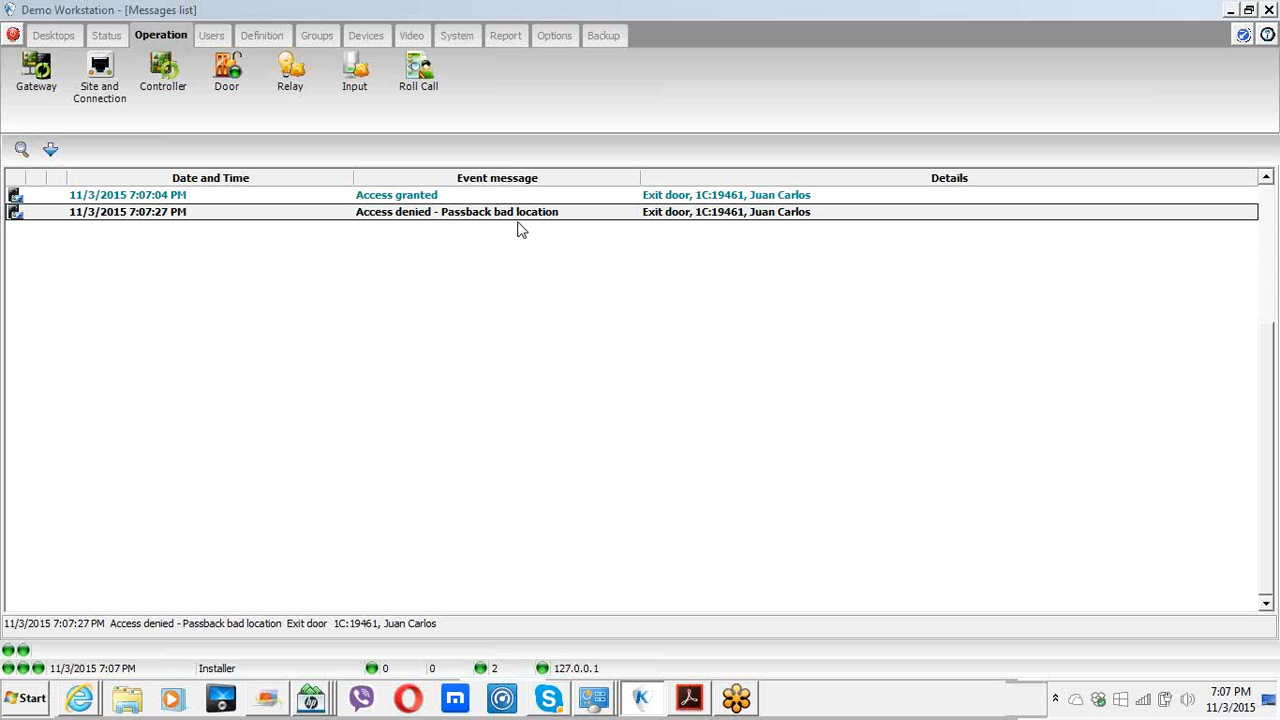 Demo Workstation - [Messages list]
Desktops Status Operation Users Definition Groups Devices Video System Report Options Backup
Gateway Site and Connection Controller Door Relay Input Roll Call
Date and Time Event message Details
11/3/2015 7:07:04 PM Access granted Exit door, 1C:19461, Juan Carlos
11/3/2015 7:07:27 PM Access denied - Passback bad location Exit door, 1C:19461, Juan Carlos
11/3/2015 7:07:27 PM Access denied - Passback bad location Exit door 1C:19461, Juan Carlos
11/3/2015 7:07 PM Installer 0 0 2 127.0.0.1
Start 7:07 PM
11/3/2015